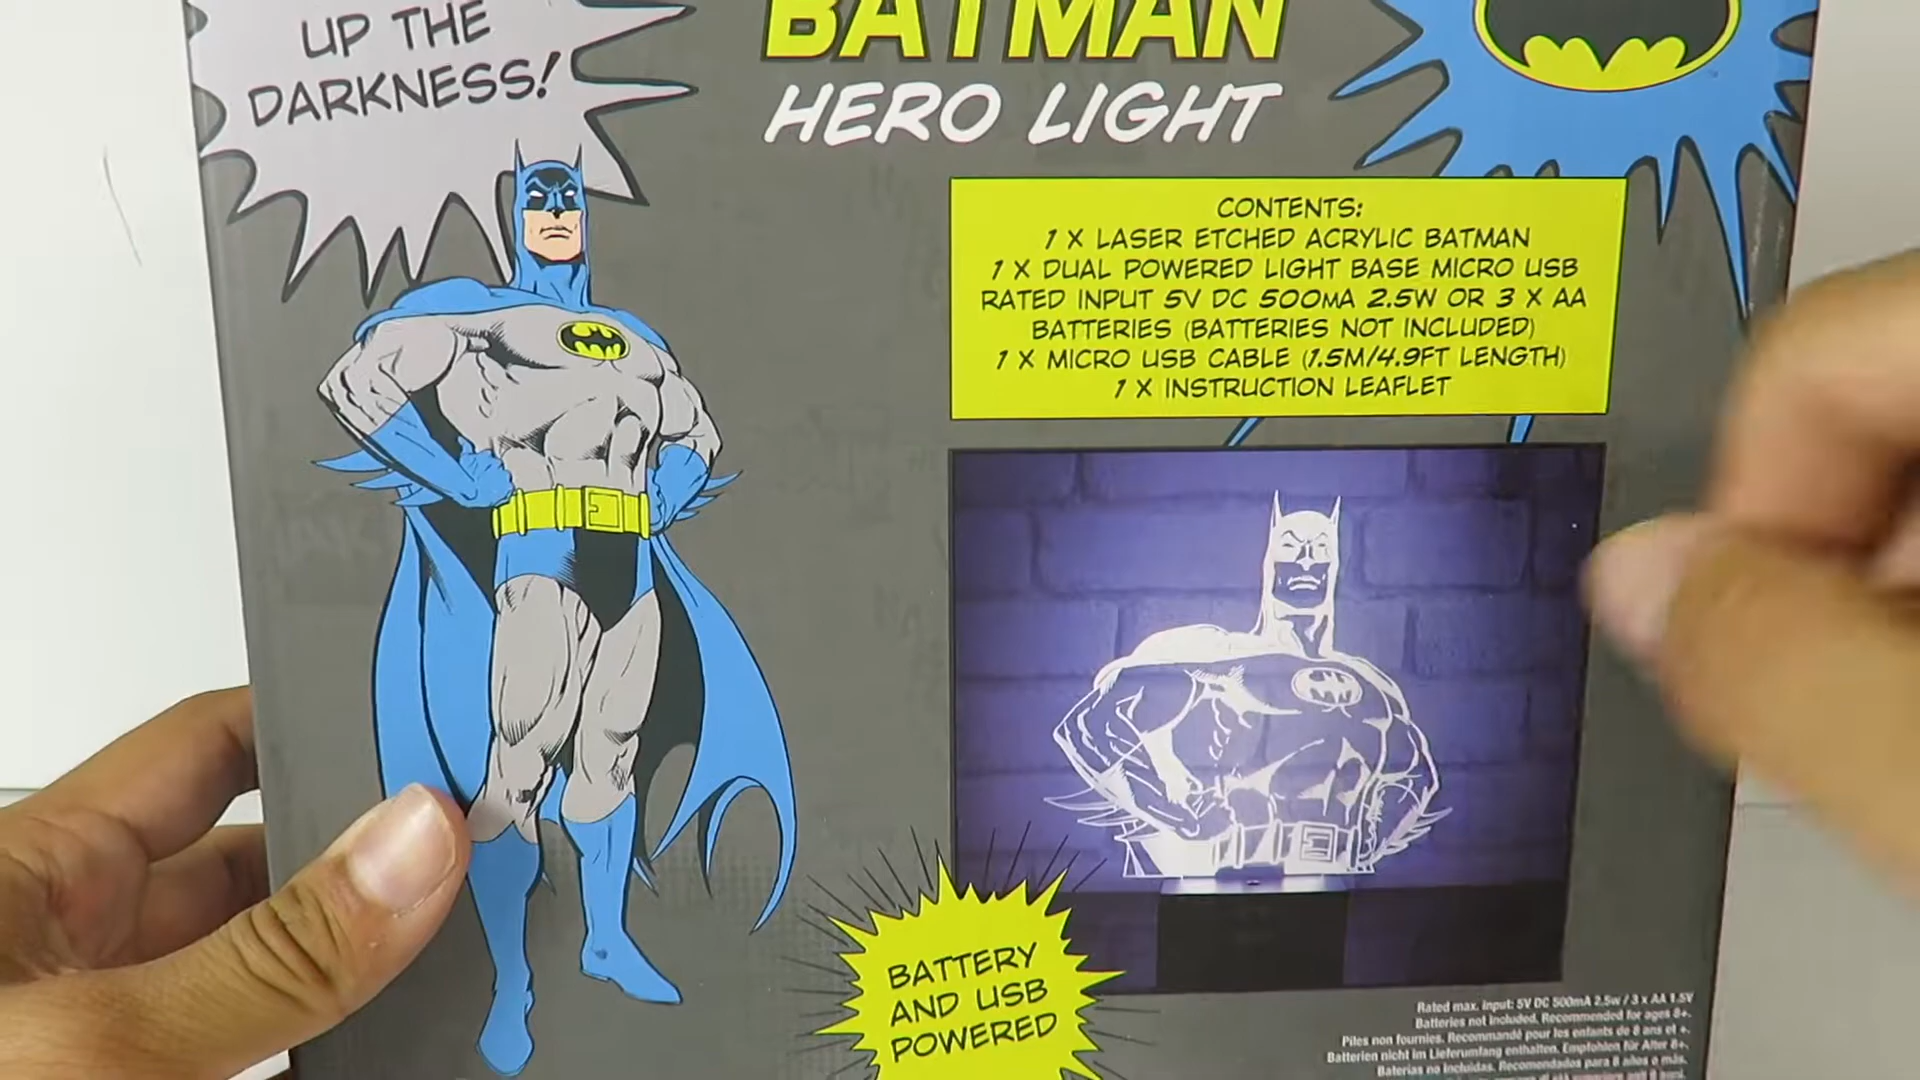 UP THE
DARKNESS!
BATMAN
HERO LIGHT
CONTENTS:
1 X LASER ETCHED ACRYLIC BATMAN
1 X DUAL POWERED LIGHT BASE MICRO USB
RATED INPUT 5V DC 500MA 2.5W OR 3 X AA
BATTERIES (BATTERIES NOT INCLUDED)
1 X MICRO USB CABLE (1.5M/4.9FT LENGTH)
1 X INSTRUCTION LEAFLET
BATTERY
AND USB
POWERED
Rated max. input: 5V DC 500mA 2.5w / 3 x AA 1.5V
Batteries not included. Recommended for ages 8+.
Piles non fournies. Recommandé pour les enfants de 8 ans et +.
Batterien nicht im Lieferumfang enthalten. Empfohlen für Alter 8+.
Baterías no incluidas. Recomendados para 8 años o más.